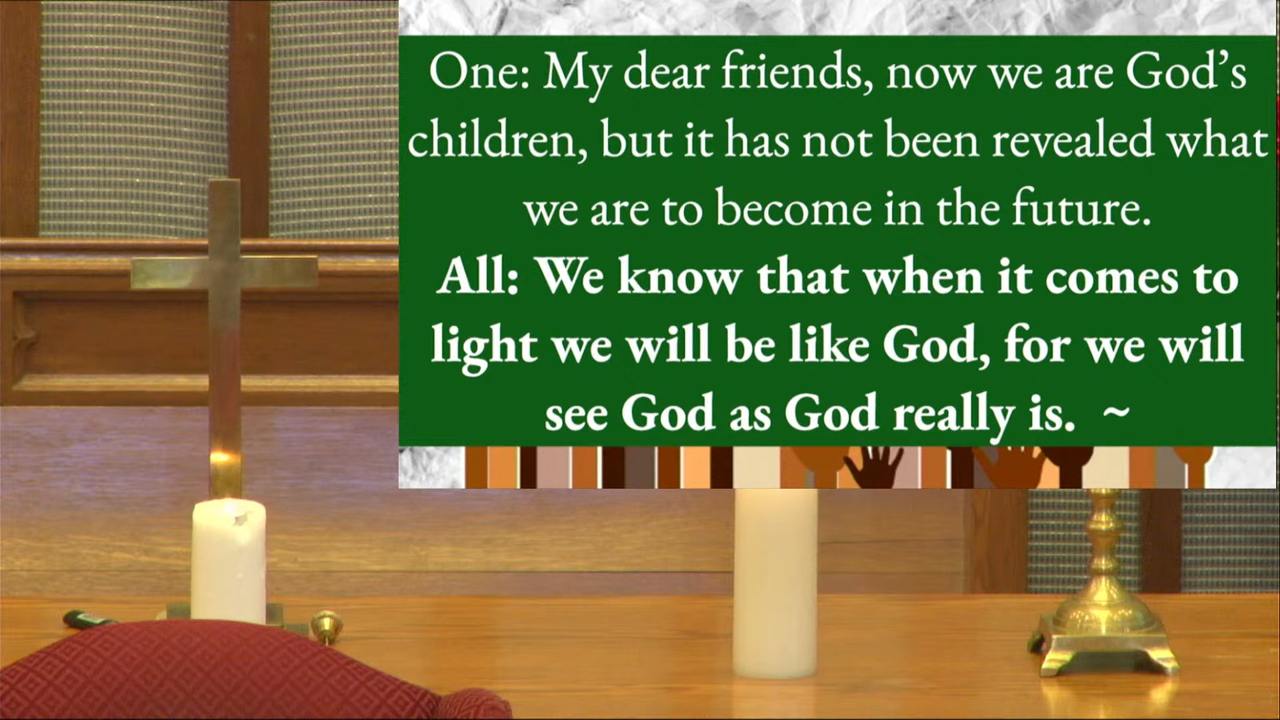 One: My dear friends, now we are God’s
children, but it has not been revealed what
we are to become in the future.
All: We know that when it comes to
light we will be like God, for we will
see God as God really is. ~